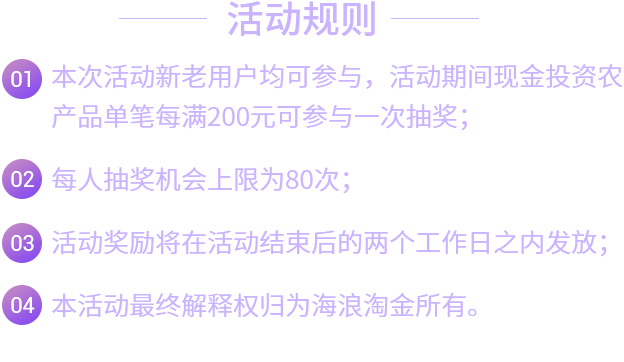 活动规则
01 本次活动新老用户均可参与，活动期间现金投资农
产品单笔每满200元可参与一次抽奖；
02 每人抽奖机会上限为80次；
03 活动奖励将在活动结束后的两个工作日之内发放；
04 本活动最终解释权归为海浪淘金所有。